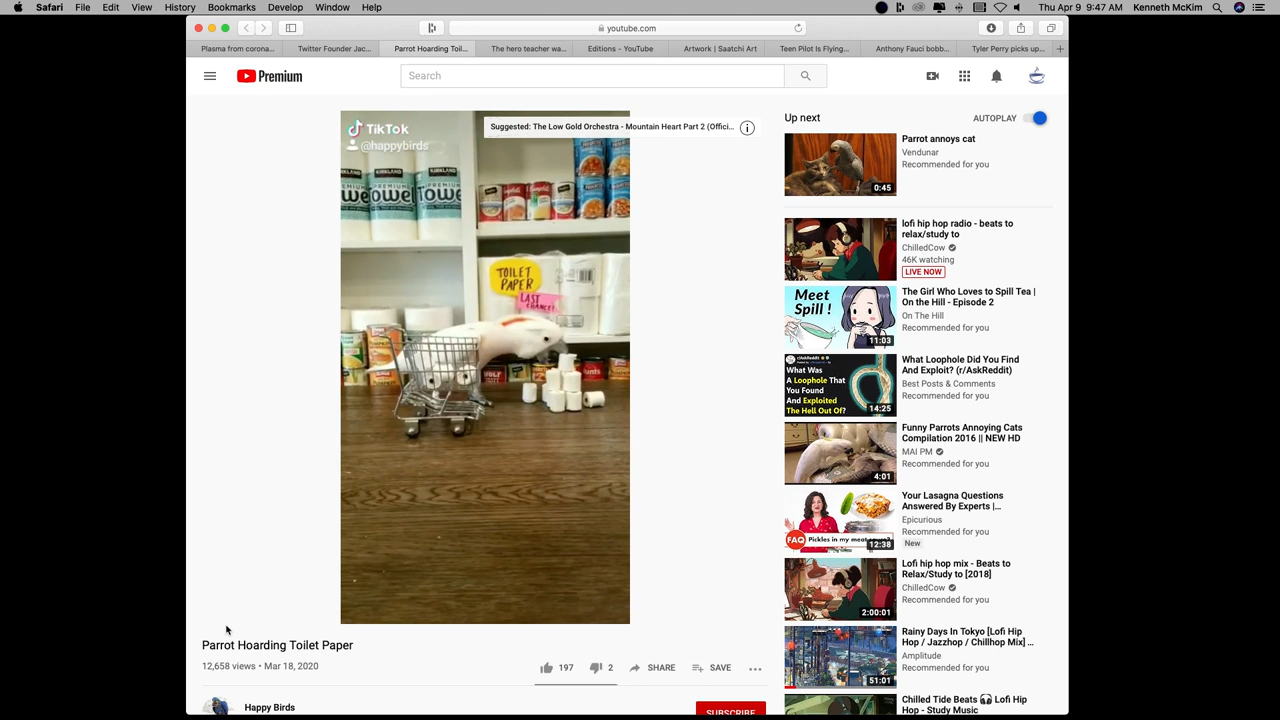 Safari File Edit View History Bookmarks Develop Window Help
Thu Apr 9 9:47 AM Kenneth McKim
youtube.com
Plasma from corona...
Twitter Founder Jac...
Parrot Hoarding Toil...
The hero teacher wa...
Editions - YouTube
Artwork | Saatchi Art
Teen Pilot Is Flying...
Anthony Fauci bobb...
Tyler Perry picks up...
Premium
Search
TikTok
@happybirds
Suggested: The Low Gold Orchestra - Mountain Heart Part 2 (Offici...
KIRKLAND
KIRKLAND
KIRKLAND
PREMIUM
TOILET
PAPER
LAST
CHANCE!
Parrot Hoarding Toilet Paper
12,658 views • Mar 18, 2020
197
2
SHARE
SAVE
Happy Birds
SUBSCRIBE
Up next
AUTOPLAY
0:45
Parrot annoys cat
Vendunar
Recommended for you
lofi hip hop radio - beats to
relax/study to
ChilledCow
46K watching
LIVE NOW
Meet
Spill !
11:03
The Girl Who Loves to Spill Tea |
On the Hill - Episode 2
On The Hill
Recommended for you
r/AskReddit
What Was
A Loophole That
You Found
And Exploited
The Hell Out Of?
14:25
What Loophole Did You Find
And Exploit? (r/AskReddit)
Best Posts & Comments
Recommended for you
4:01
Funny Parrots Annoying Cats
Compilation 2016 || NEW HD
MAI PM
Recommended for you
FAQ
Pickles in my meat sauce?
12:38
Your Lasagna Questions
Answered By Experts |...
Epicurious
Recommended for you
New
2:00:01
Lofi hip hop mix - Beats to
Relax/Study to [2018]
ChilledCow
Recommended for you
51:01
Rainy Days In Tokyo [Lofi Hip
Hop / Jazzhop / Chillhop Mix] ...
Amplitude
Recommended for you
Chilled Tide Beats 🎧 Lofi Hip
Hop - Study Music